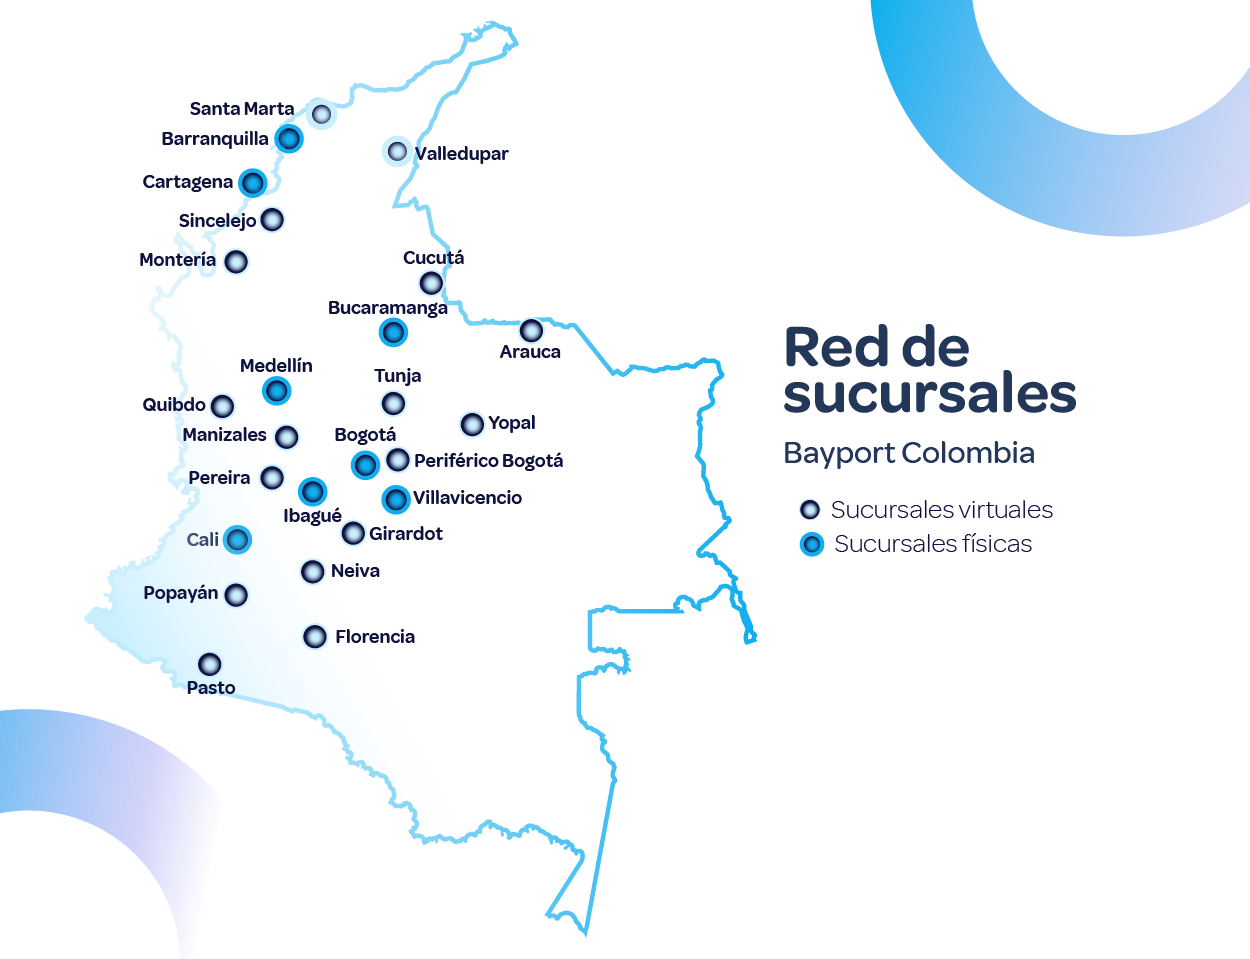 Santa Marta
Barranquilla
Valledupar
Cartagena
Sincelejo
Montería
Cucutá
Bucaramanga
Arauca
Medellín
Tunja
Quibdo
Yopal
Manizales
Bogotá
Periférico Bogotá
Pereira
Villavicencio
Ibagué
Girardot
Cali
Neiva
Popayán
Florencia
Pasto
Red de
sucursales
Bayport Colombia
Sucursales virtuales
Sucursales físicas